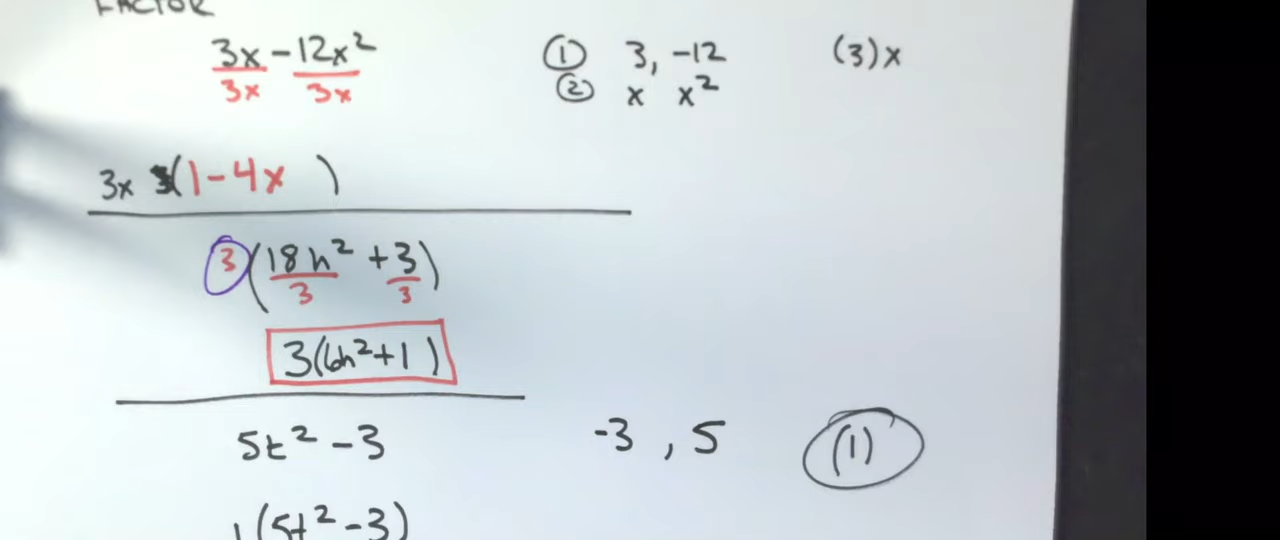 FACTOR
3x - 12x² ① 3, -12 (3)x
3x 3x ② x x²
3x (1 - 4x )
3 (18h² + 3)
3 3
3(6h² + 1)
5t² - 3 -3 , 5 (1)
1(5t² - 3)